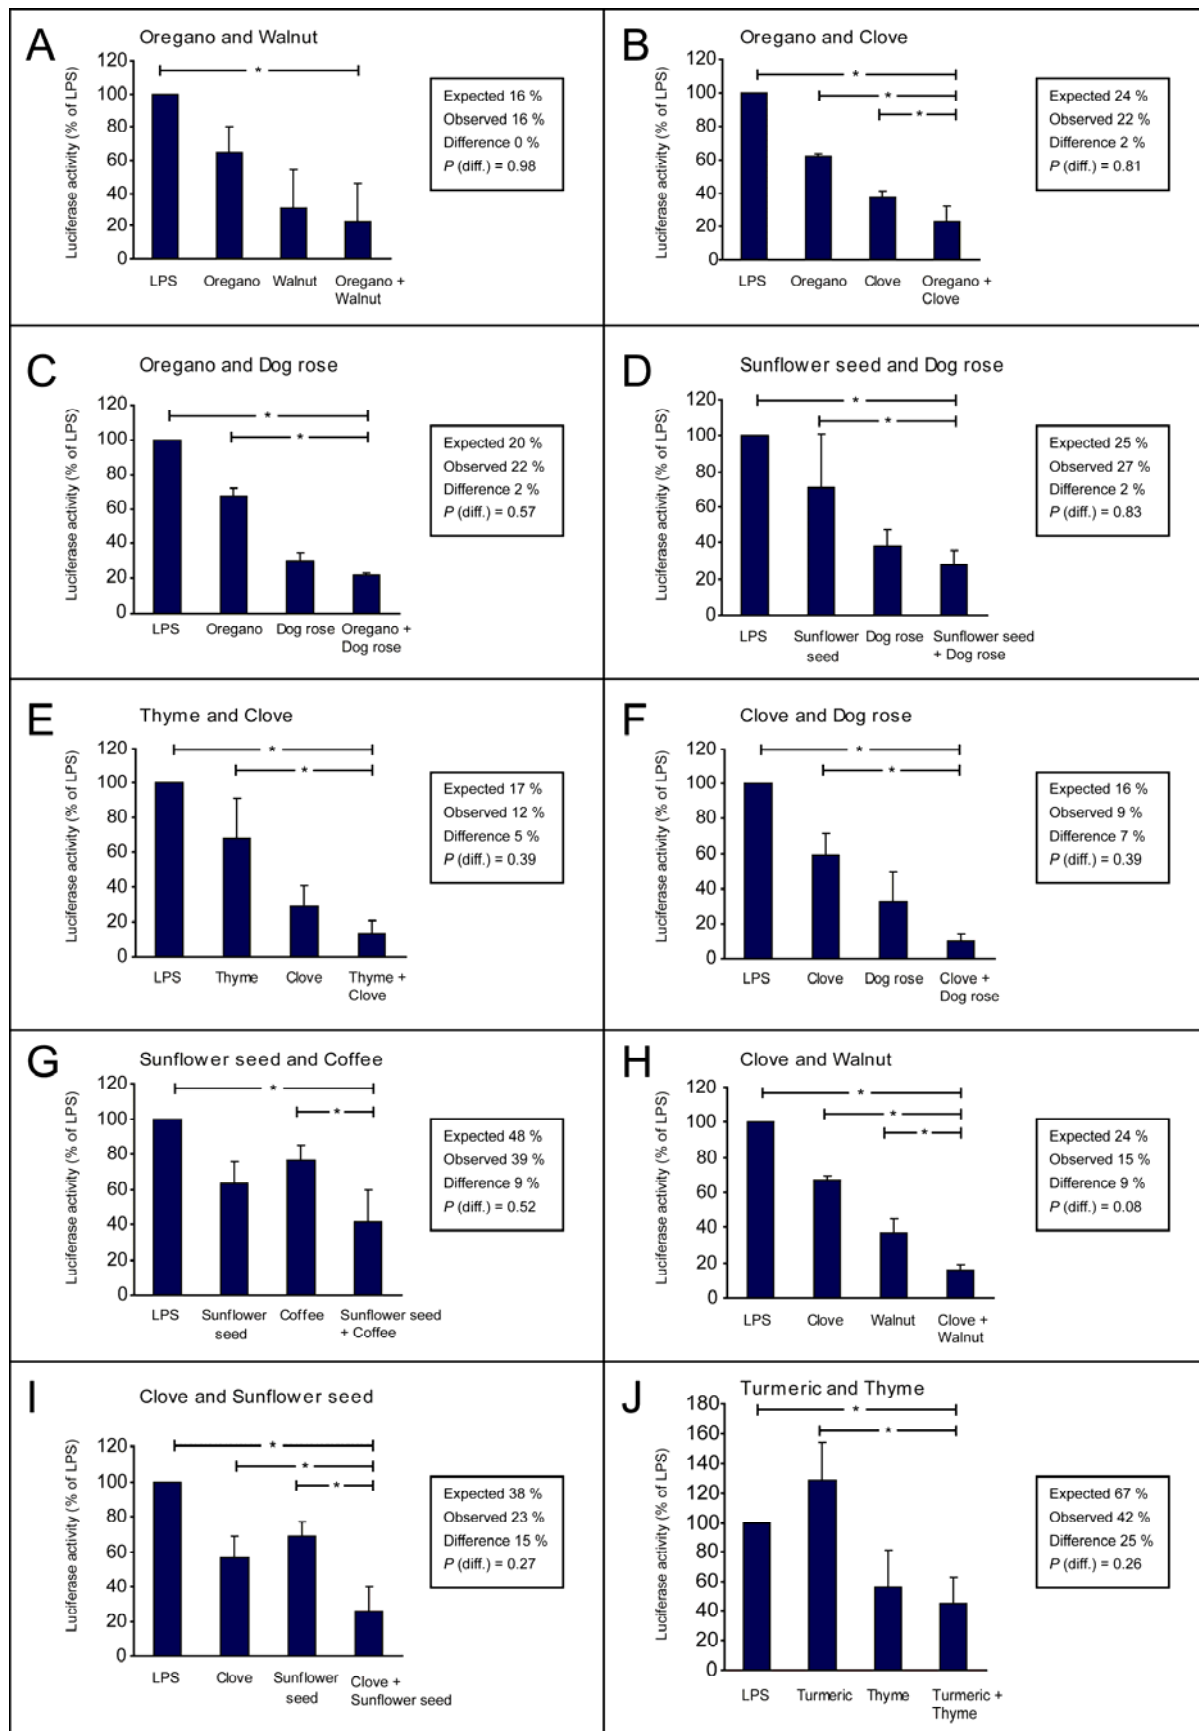 A
Oregano and Walnut
Luciferase activity (% of LPS)
120
100
80
60
40
20
0
*
LPS
Oregano
Walnut
Oregano +
Walnut
Expected 16 %
Observed 16 %
Difference 0 %
P (diff.) = 0.98
B
Oregano and Clove
Luciferase activity (% of LPS)
120
100
80
60
40
20
0
*
*
*
LPS
Oregano
Clove
Oregano +
Clove
Expected 24 %
Observed 22 %
Difference 2 %
P (diff.) = 0.81
C
Oregano and Dog rose
Luciferase activity (% of LPS)
120
100
80
60
40
20
0
*
*
LPS
Oregano
Dog rose
Oregano +
Dog rose
Expected 20 %
Observed 22 %
Difference 2 %
P (diff.) = 0.57
D
Sunflower seed and Dog rose
Luciferase activity (% of LPS)
120
100
80
60
40
20
0
*
*
LPS
Sunflower
seed
Dog rose
Sunflower seed
+ Dog rose
Expected 25 %
Observed 27 %
Difference 2 %
P (diff.) = 0.83
E
Thyme and Clove
Luciferase activity (% of LPS)
120
100
80
60
40
20
0
*
*
LPS
Thyme
Clove
Thyme +
Clove
Expected 17 %
Observed 12 %
Difference 5 %
P (diff.) = 0.39
F
Clove and Dog rose
Luciferase activity (% of LPS)
120
100
80
60
40
20
0
*
*
LPS
Clove
Dog rose
Clove +
Dog rose
Expected 16 %
Observed 9 %
Difference 7 %
P (diff.) = 0.39
G
Sunflower seed and Coffee
Luciferase activity (% of LPS)
120
100
80
60
40
20
0
*
*
LPS
Sunflower
seed
Coffee
Sunflower seed
+ Coffee
Expected 48 %
Observed 39 %
Difference 9 %
P (diff.) = 0.52
H
Clove and Walnut
Luciferase activity (% of LPS)
120
100
80
60
40
20
0
*
*
*
LPS
Clove
Walnut
Clove +
Walnut
Expected 24 %
Observed 15 %
Difference 9 %
P (diff.) = 0.08
I
Clove and Sunflower seed
Luciferase activity (% of LPS)
120
100
80
60
40
20
0
*
*
*
LPS
Clove
Sunflower
seed
Clove +
Sunflower seed
Expected 38 %
Observed 23 %
Difference 15 %
P (diff.) = 0.27
J
Turmeric and Thyme
Luciferase activity (% of LPS)
180
160
140
120
100
80
60
40
20
0
*
*
LPS
Turmeric
Thyme
Turmeric +
Thyme
Expected 67 %
Observed 42 %
Difference 25 %
P (diff.) = 0.26